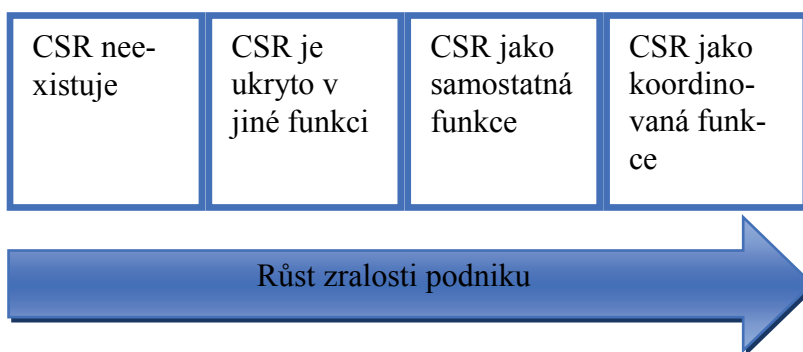 CSR nee-
xistuje
CSR je
ukryto v
jiné funkci
CSR jako
samostatná
funkce
CSR jako
koordino-
vaná funk-
ce
Růst zralosti podniku